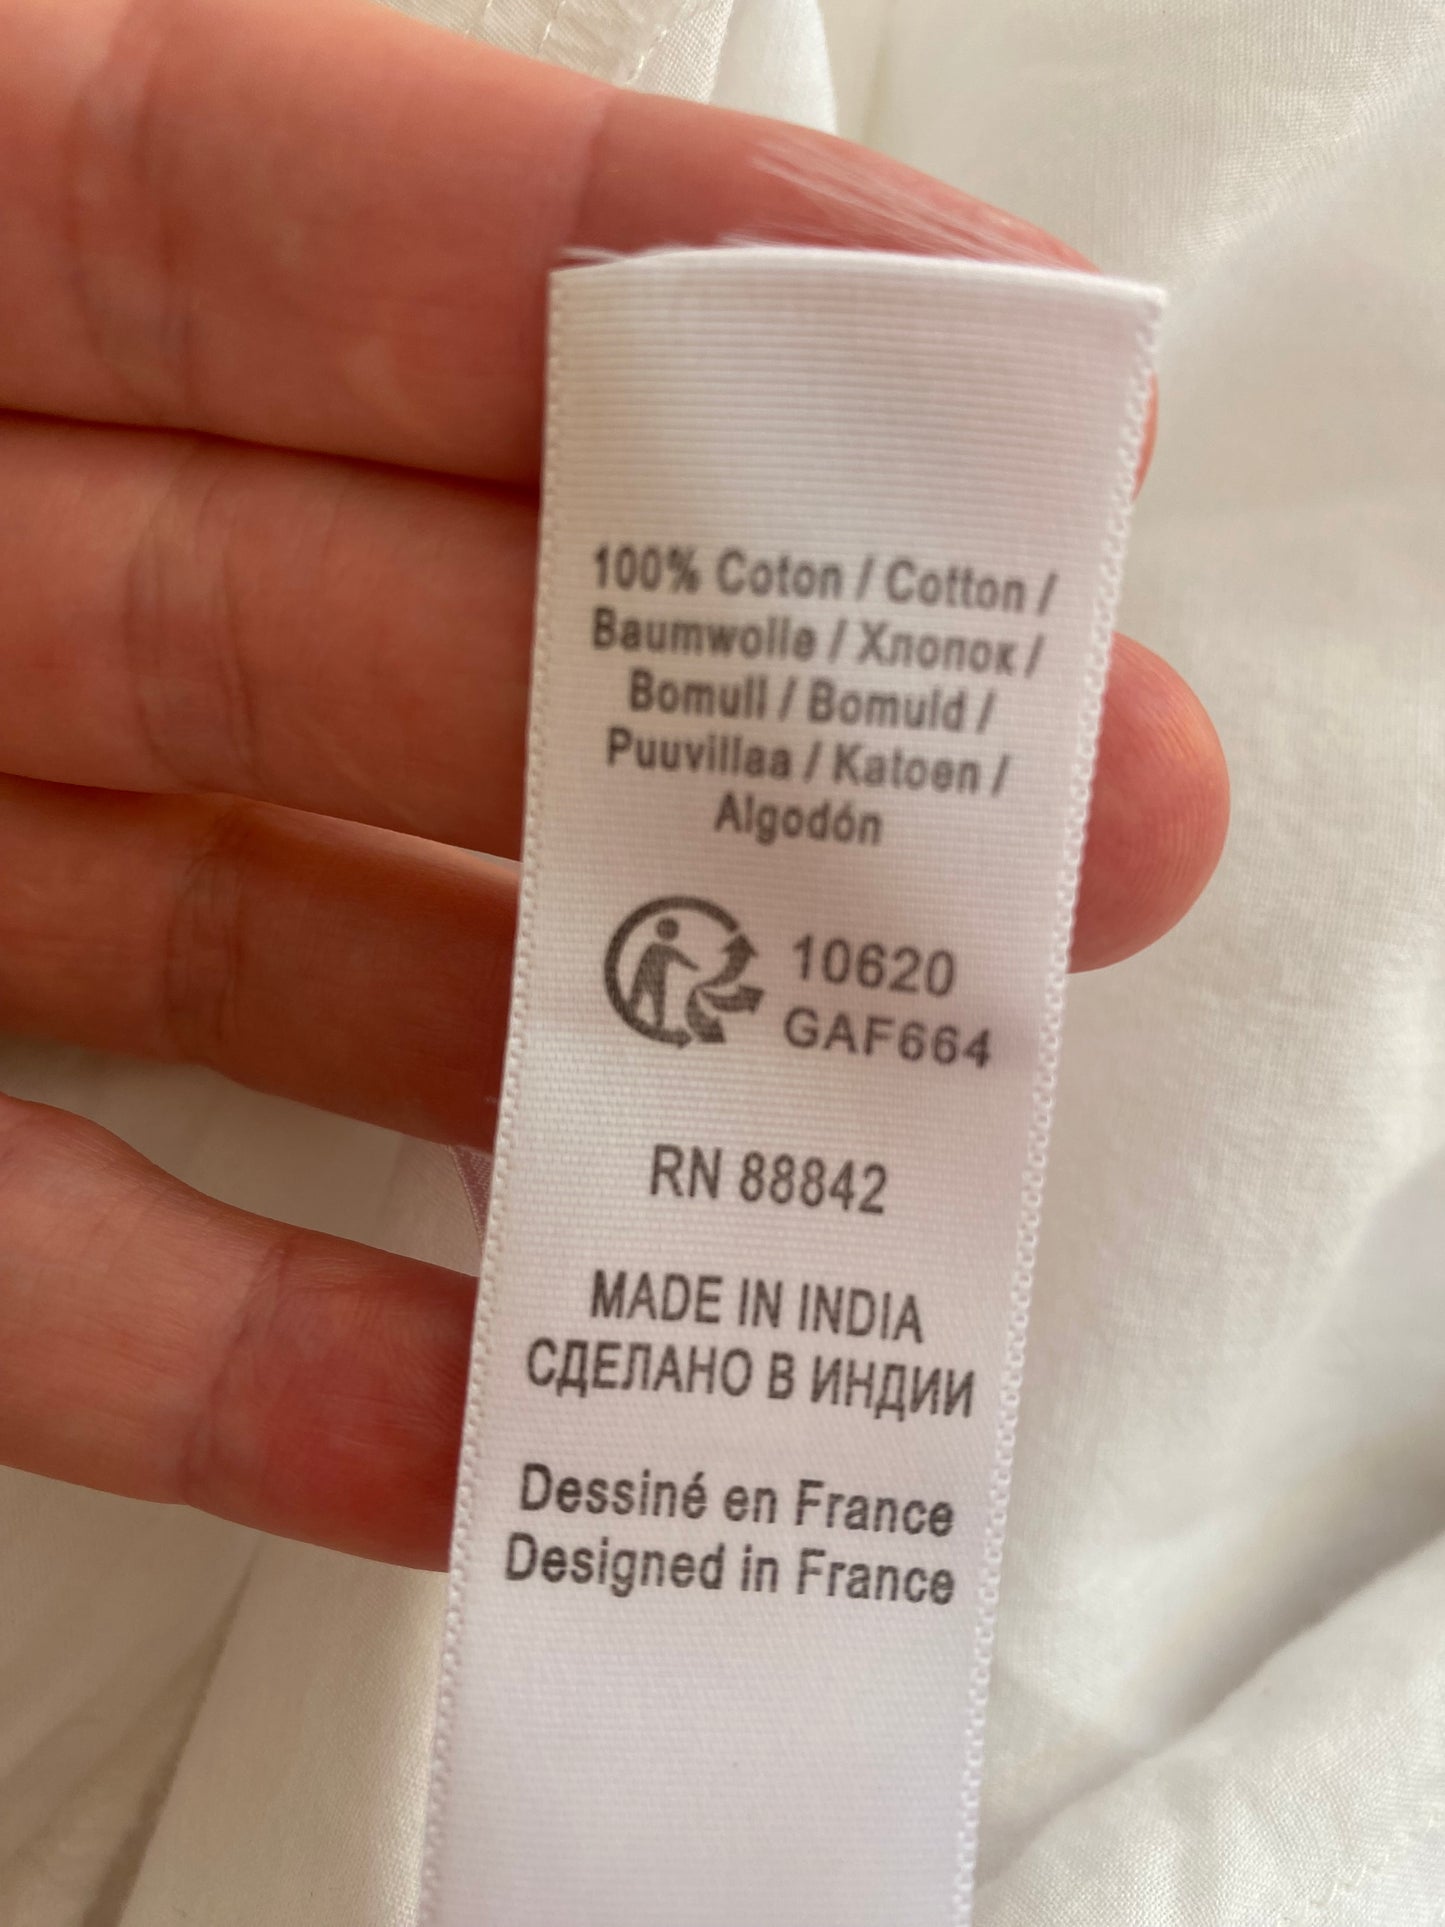 100% Coton / Cotton /
Baumwolle / Хлопок /
Bomull / Bomuld /
Puuvillaa / Katoen /
Algodón
10620
GAF664
RN 88842
MADE IN INDIA
СДЕЛАНО В ИНДИИ
Dessiné en France
Designed in France